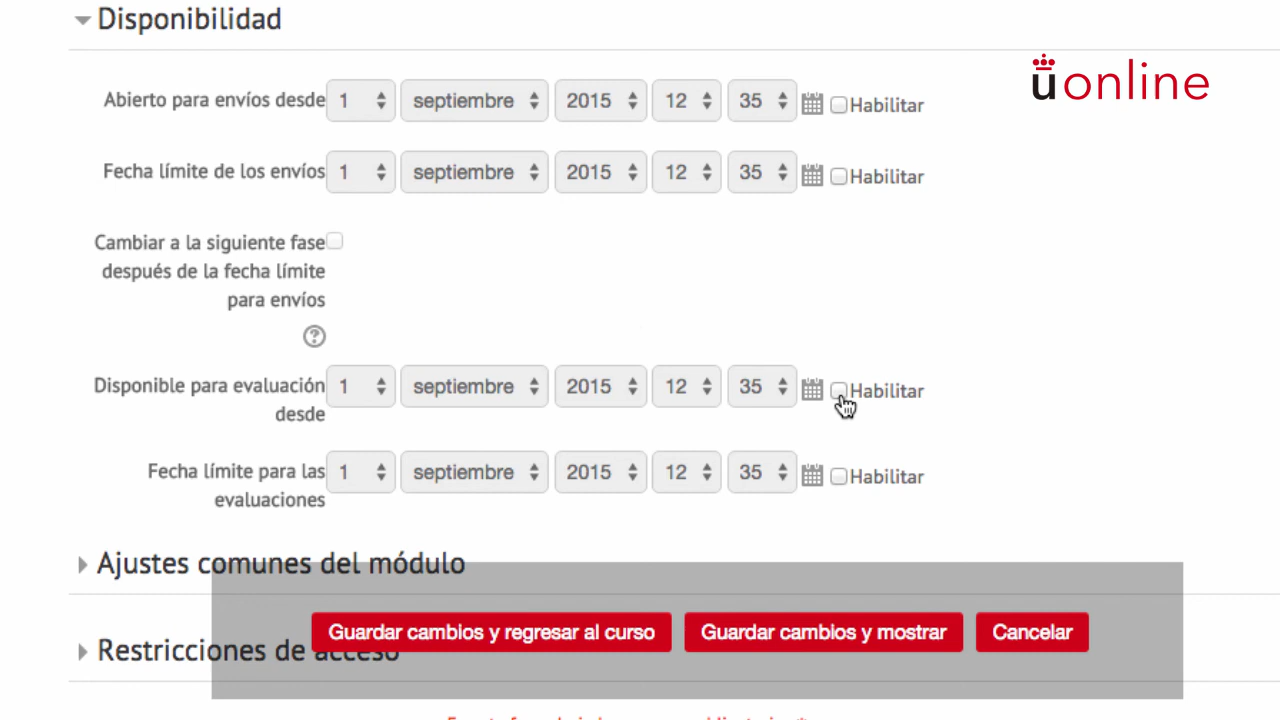 Disponibilidad
üonline
Abierto para envíos desde 1 septiembre 2015 12 35 Habilitar
Fecha límite de los envíos 1 septiembre 2015 12 35 Habilitar
Cambiar a la siguiente fase
después de la fecha límite
para envíos
?
Disponible para evaluación 1 septiembre 2015 12 35 Habilitar
desde
Fecha límite para las 1 septiembre 2015 12 35 Habilitar
evaluaciones
Ajustes comunes del módulo
Guardar cambios y regresar al curso Guardar cambios y mostrar Cancelar
Restricciones de acceso